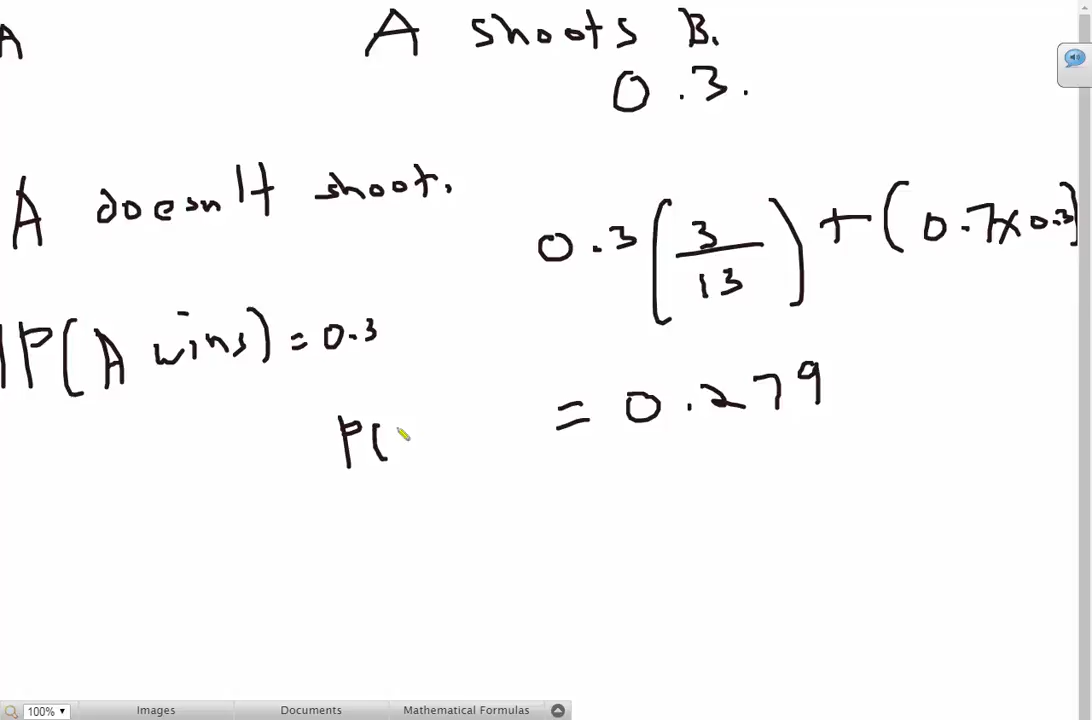 A
A shoots B.
0.3.
A doesn't shoot.
0.3 ( 3/13 ) + ( 0.7 × 0.3 )
P(A wins) = 0.3
= 0.279
P(
100% Images Documents Mathematical Formulas